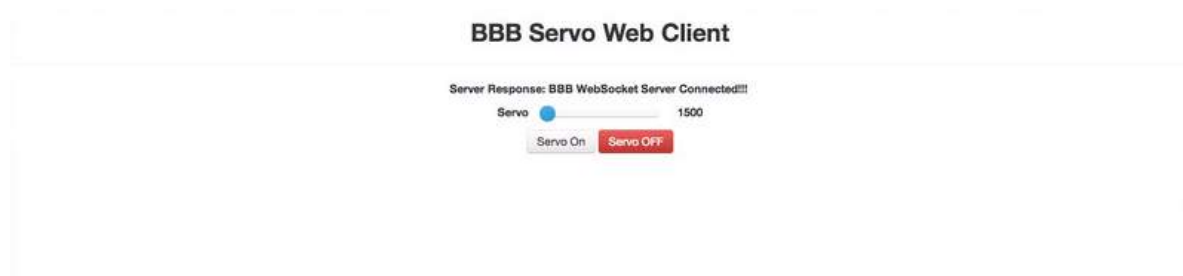 BBB Servo Web Client
Server Response: BBB WebSocket Server Connected!!!
Servo 1500
Servo On Servo OFF